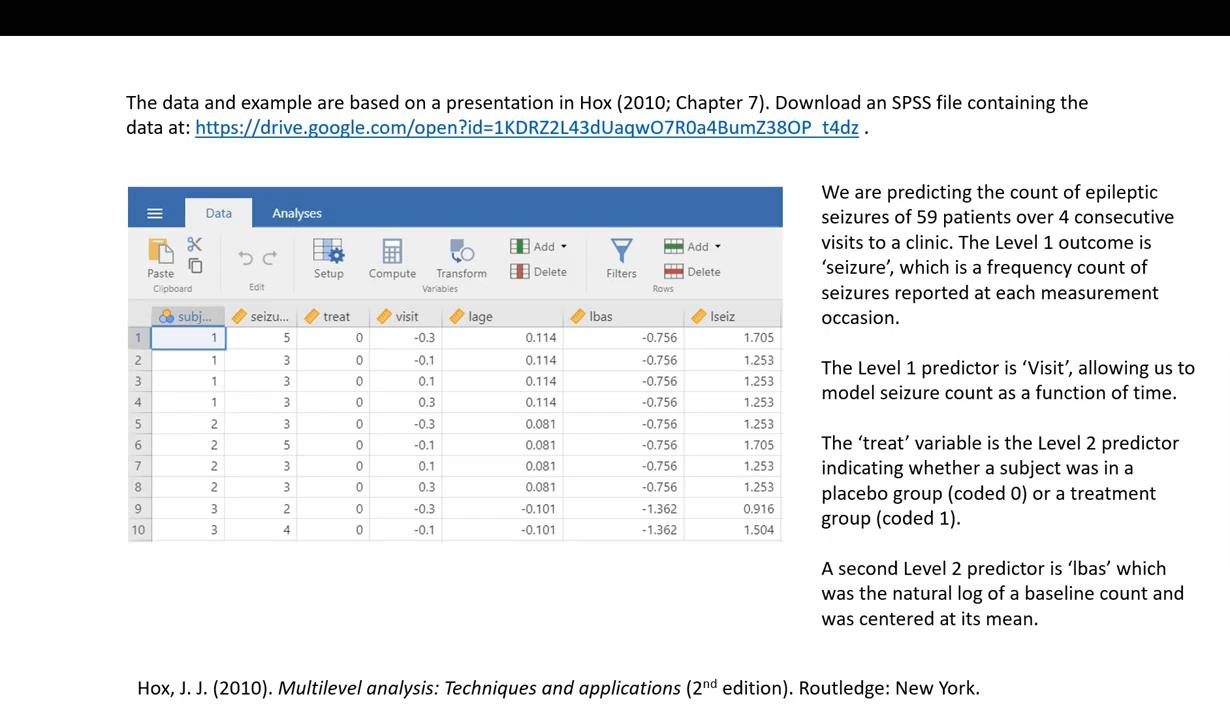 The data and example are based on a presentation in Hox (2010; Chapter 7). Download an SPSS file containing the
data at: https://drive.google.com/open?id=1KDRZ2L43dUaqwO7R0a4BumZ38OP_t4dz .
Data Analyses
Paste Clipboard
Edit
Setup Compute Transform Add Delete
Variables
Filters Add Delete
Rows
subj... seizu... treat visit lage lbas lseiz
1 1 5 0 -0.3 0.114 -0.756 1.705
2 1 3 0 -0.1 0.114 -0.756 1.253
3 1 3 0 0.1 0.114 -0.756 1.253
4 1 3 0 0.3 0.114 -0.756 1.253
5 2 3 0 -0.3 0.081 -0.756 1.253
6 2 5 0 -0.1 0.081 -0.756 1.705
7 2 3 0 0.1 0.081 -0.756 1.253
8 2 3 0 0.3 0.081 -0.756 1.253
9 3 2 0 -0.3 -0.101 -1.362 0.916
10 3 4 0 -0.1 -0.101 -1.362 1.504
We are predicting the count of epileptic
seizures of 59 patients over 4 consecutive
visits to a clinic. The Level 1 outcome is
‘seizure’, which is a frequency count of
seizures reported at each measurement
occasion.
The Level 1 predictor is ‘Visit’, allowing us to
model seizure count as a function of time.
The ‘treat’ variable is the Level 2 predictor
indicating whether a subject was in a
placebo group (coded 0) or a treatment
group (coded 1).
A second Level 2 predictor is ‘lbas’ which
was the natural log of a baseline count and
was centered at its mean.
Hox, J. J. (2010). Multilevel analysis: Techniques and applications (2nd edition). Routledge: New York.